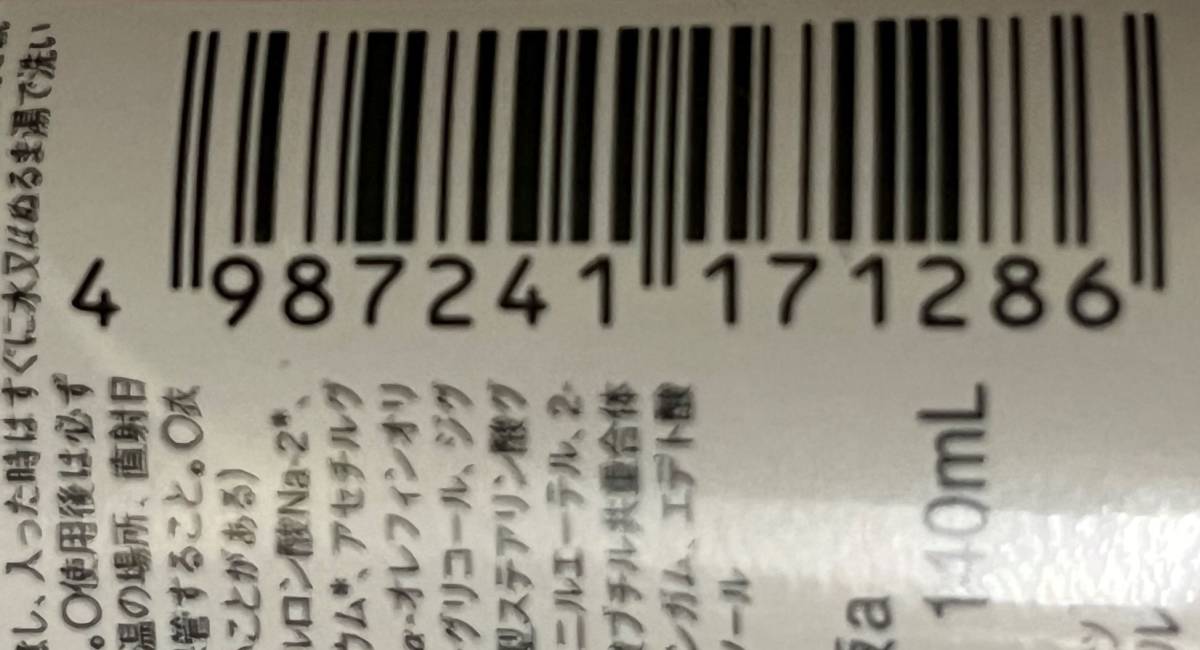 4 987241 171286
し、入った時はすぐに水又はぬるま湯で洗い
。〇使用後は必ず
温の場所、直射日
管すること。〇衣
ことがある)
ロン酸Na-2*、
ウム*、アセチルグ
α-オレフィンオリ
グリコール、ジグ
型ステアリン酸グ
ニルエーテル、2-
ブチル共重合体
ンガム、エデト酸
ール
a
140mL